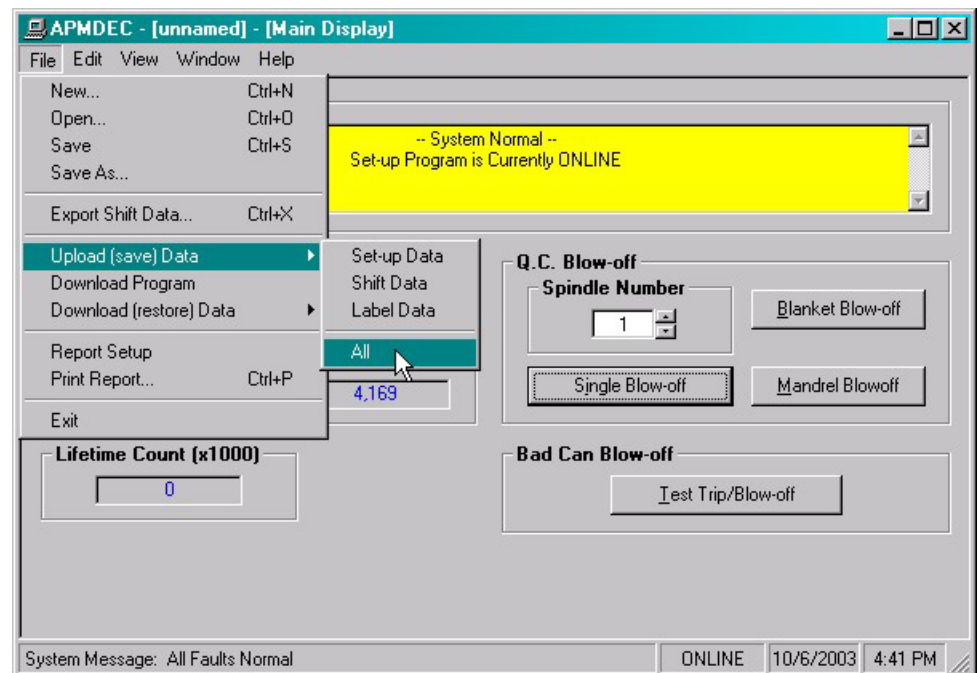 APMDEC - [unnamed] - [Main Display]
File Edit View Window Help
New... Ctrl+N
Open... Ctrl+O
Save Ctrl+S
Save As...
Export Shift Data... Ctrl+X
Upload (save) Data
Download Program
Download (restore) Data
Report Setup
Print Report... Ctrl+P
Exit
Set-up Data
Shift Data
Label Data
All
-- System Normal --
Set-up Program is Currently ONLINE
4,169
Lifetime Count (x1000)
0
Q.C. Blow-off
Spindle Number
1
Blanket Blow-off
Single Blow-off
Mandrel Blowoff
Bad Can Blow-off
Test Trip/Blow-off
System Message: All Faults Normal
ONLINE
10/6/2003
4:41 PM